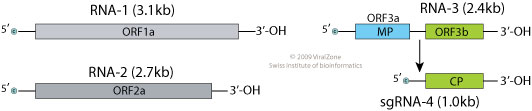 RNA-1 (3.1kb)
5’ c ORF1a 3’-OH
RNA-2 (2.7kb)
5’ c ORF2a 3’-OH
© 2009 ViralZone
Swiss Institute of Bioinformatics
ORF3a RNA-3 (2.4kb)
5’ c MP ORF3b 3’-OH
5’ c CP 3’-OH
sgRNA-4 (1.0kb)